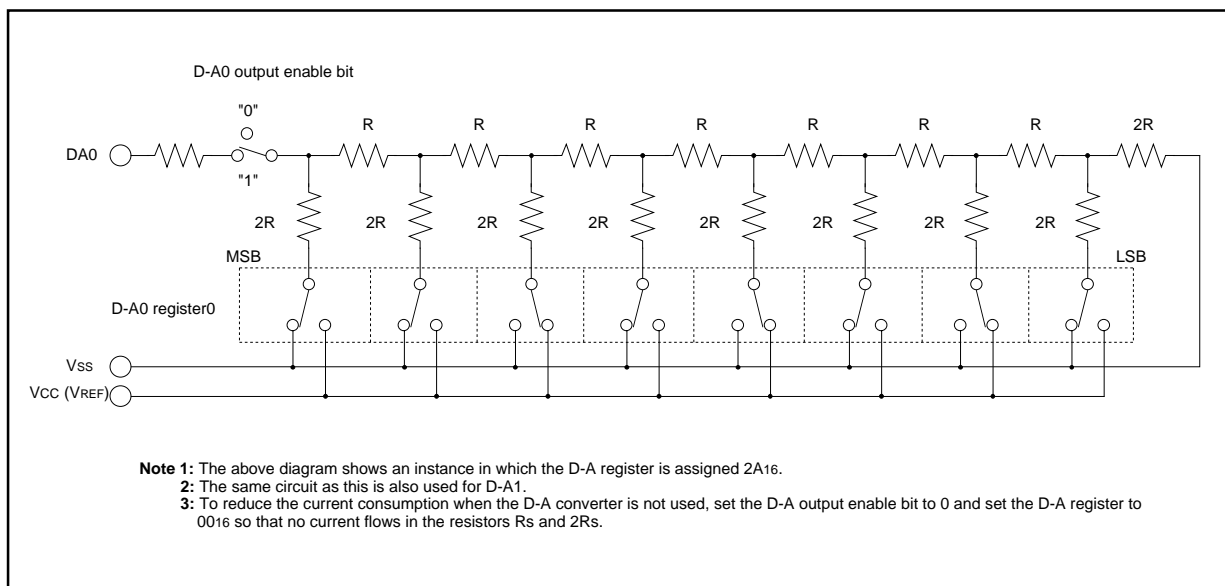 D-A0 output enable bit
"0"
R R R R R R R 2R
DA0
"1"
2R 2R 2R 2R 2R 2R 2R 2R
MSB LSB
D-A0 register0
VSS
VCC (VREF)
Note 1: The above diagram shows an instance in which the D-A register is assigned 2A16.
2: The same circuit as this is also used for D-A1.
3: To reduce the current consumption when the D-A converter is not used, set the D-A output enable bit to 0 and set the D-A register to
0016 so that no current flows in the resistors Rs and 2Rs.